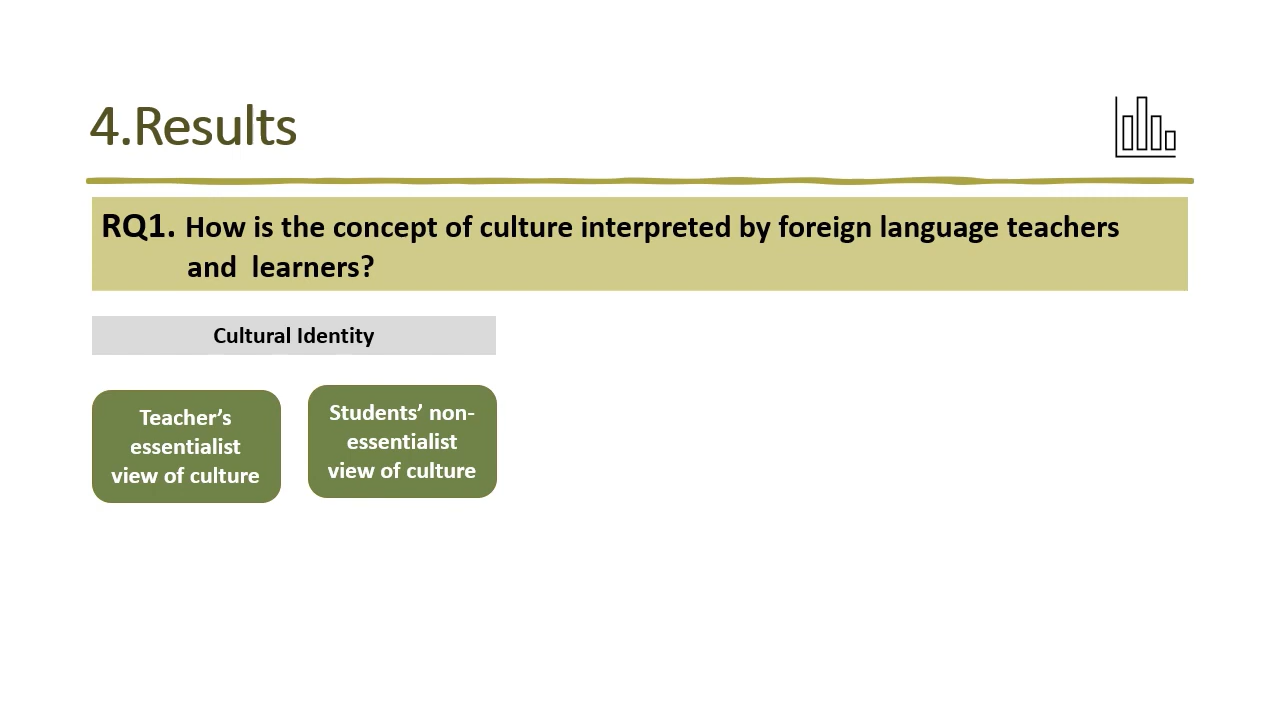 4.Results
RQ1. How is the concept of culture interpreted by foreign language teachers
and  learners?
Cultural Identity
Teacher’s
essentialist
view of culture
Students’ non-
essentialist
view of culture